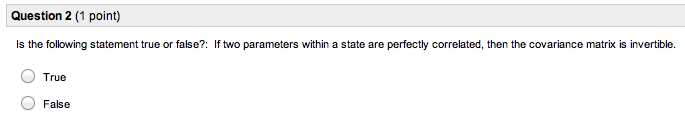 Question 2 (1 point)
Is the following statement true or false?: If two parameters within a state are perfectly correlated, then the covariance matrix is invertible.
True
False